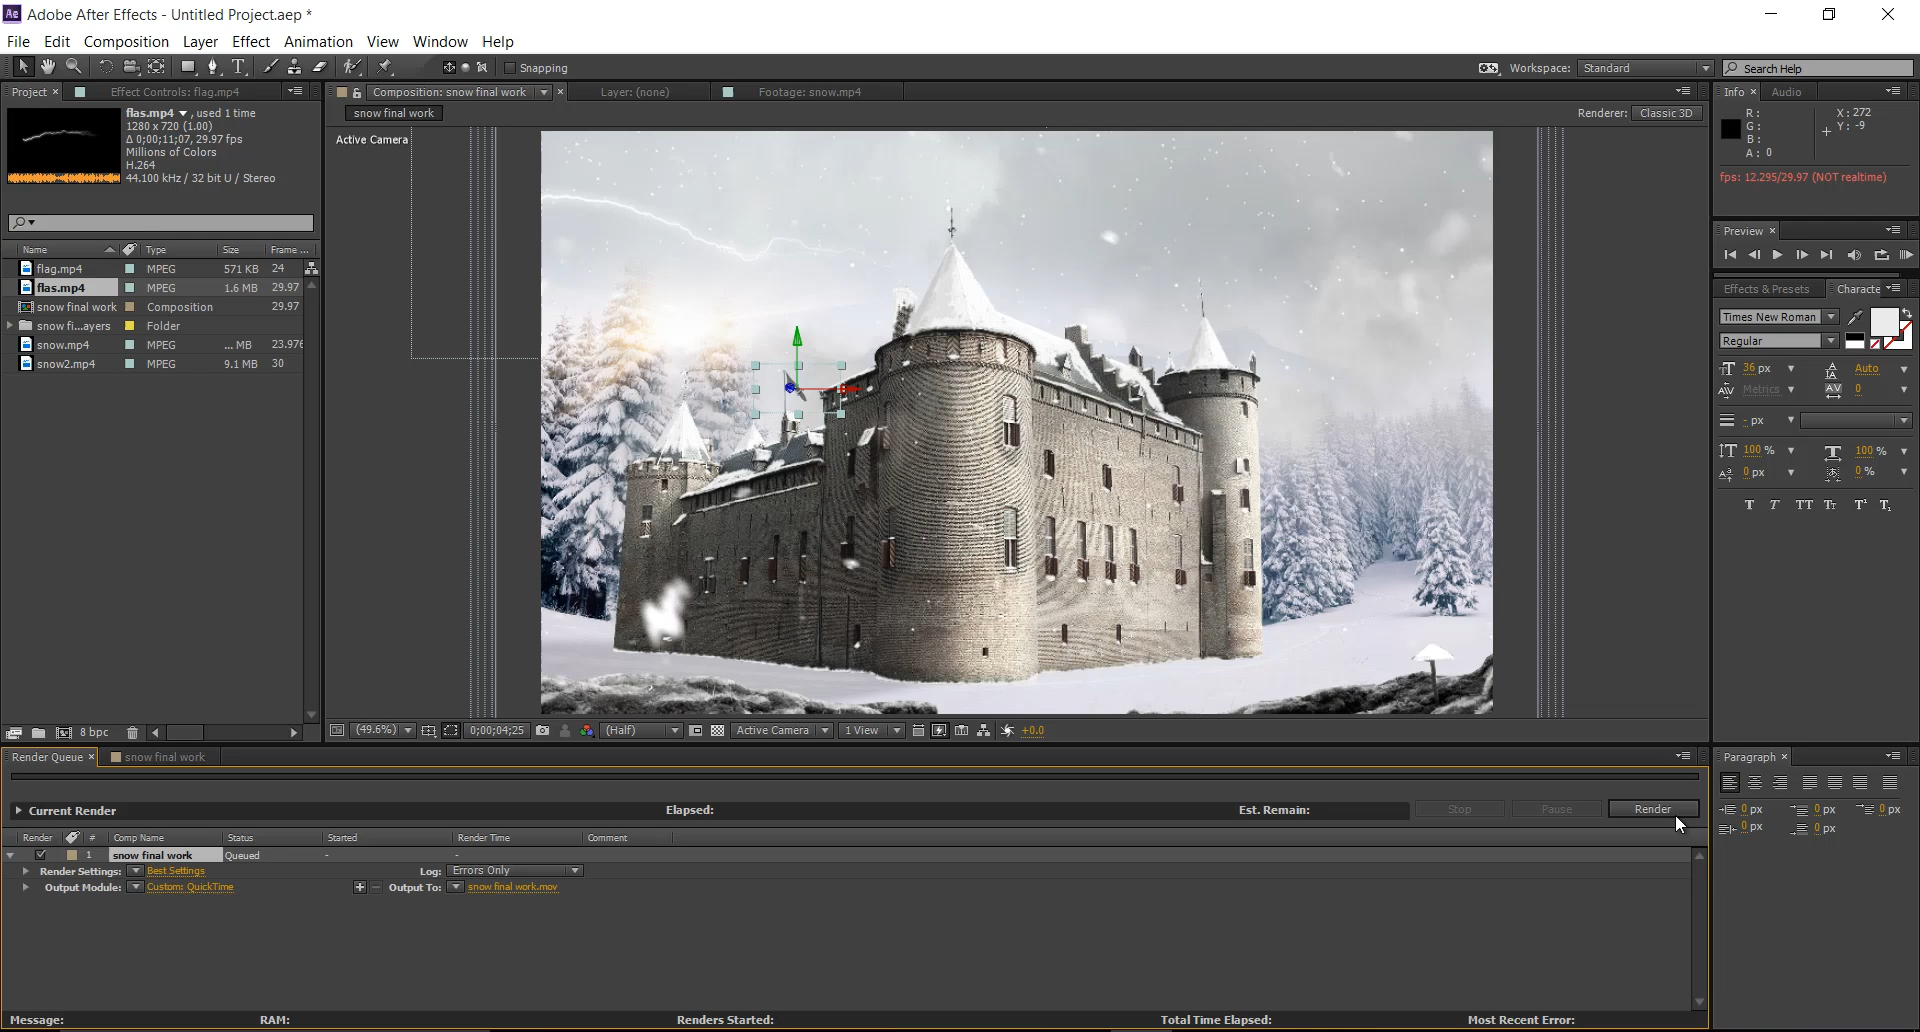 Adobe After Effects - Untitled Project.aep *
File Edit Composition Layer Effect Animation View Window Help
Snapping
Workspace: Standard
Search Help
Project
Effect Controls: flag.mp4
flas.mp4 , used 1 time
1280 x 720 (1.00)
Δ 0;00;11;07, 29.97 fps
Millions of Colors
H.264
44.100 kHz / 32 bit U / Stereo
Name Type Size Frame ...
flag.mp4 MPEG 571 KB 24
flas.mp4 MPEG 1.6 MB 29.97
snow final work Composition 29.97
snow fi...ayers Folder
snow.mp4 MPEG ... MB 23.976
snow2.mp4 MPEG 9.1 MB 30
8 bpc
Composition: snow final work
Layer: (none)
Footage: snow.mp4
snow final work
Renderer: Classic 3D
Active Camera
(49.6%) 0;00;04;25 (Half) Active Camera 1 View +0.0
Info Audio
R: X: 272
G: Y: -9
B:
A: 0
fps: 12.295/29.97 (NOT realtime)
Preview
Effects & Presets Characte
Times New Roman
Regular
36 px Auto
Metrics 0
- px
100 % 100 %
0 px 0 %
Render Queue snow final work
Current Render Elapsed: Est. Remain: Stop Pause Render
Render # Comp Name Status Started Render Time Comment
1 snow final work Queued - -
Render Settings: Best Settings Log: Errors Only
Output Module: Custom: QuickTime Output To: snow final work.mov
Message: RAM: Renders Started: Total Time Elapsed: Most Recent Error:
Paragraph
0 px 0 px 0 px
0 px 0 px